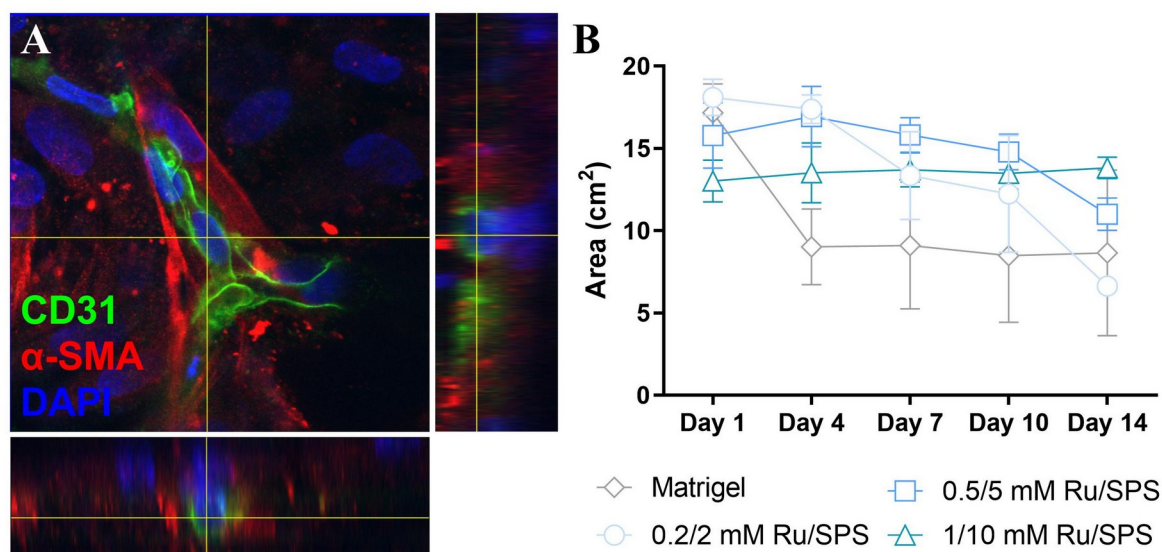 A
CD31
α-SMA
DAPI
B
Area (cm²)
20
15
10
5
0
Day 1 Day 4 Day 7 Day 10 Day 14
Matrigel
0.5/5 mM Ru/SPS
0.2/2 mM Ru/SPS
1/10 mM Ru/SPS